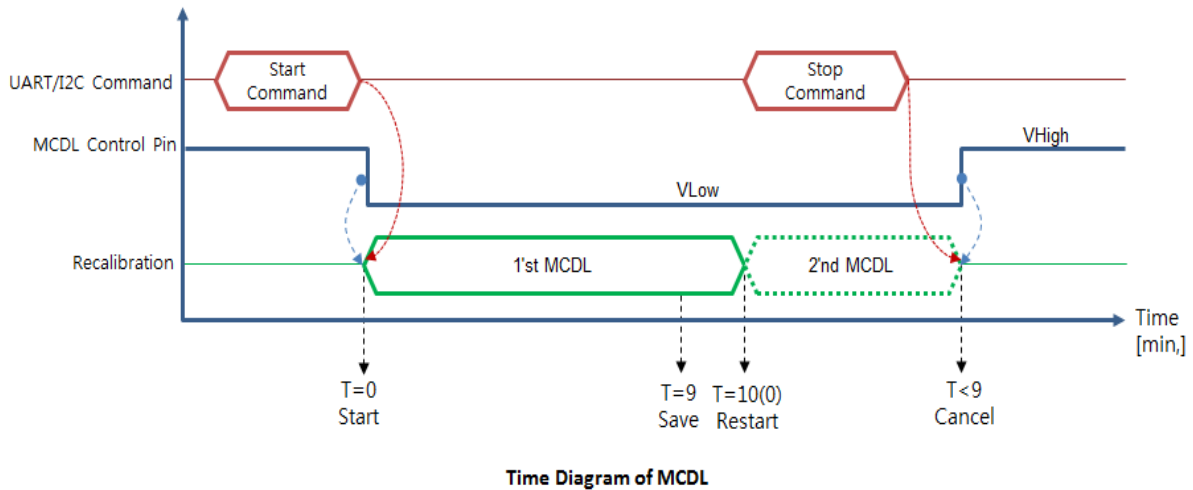 Start
Command
Stop
Command
UART/I2C Command
MCDL Control Pin
VHigh
VLow
Recalibration
1'st MCDL
2'nd MCDL
Time
[min,]
T=0
Start
T=9
Save
T=10(0)
Restart
T<9
Cancel
Time Diagram of MCDL